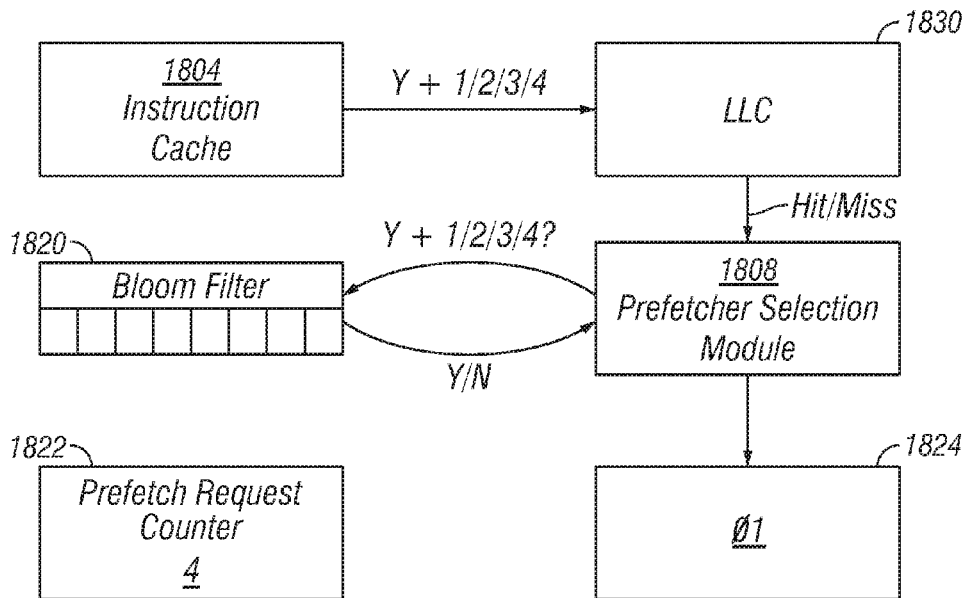 1830
1804
Instruction
Cache
Y + 1/2/3/4
LLC
Hit/Miss
1820
Y + 1/2/3/4?
Bloom Filter
1808
Prefetcher Selection
Module
Y/N
1822
1824
Prefetch Request
Counter
4
Ø1